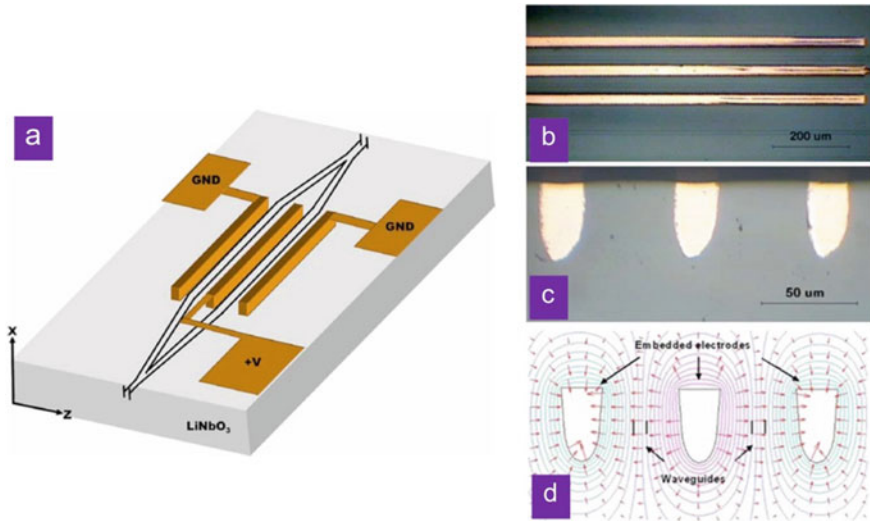 a
GND
GND
+V
X
Z
LiNbO₃
b
200 um
c
50 um
Embedded electrodes
Waveguides
d